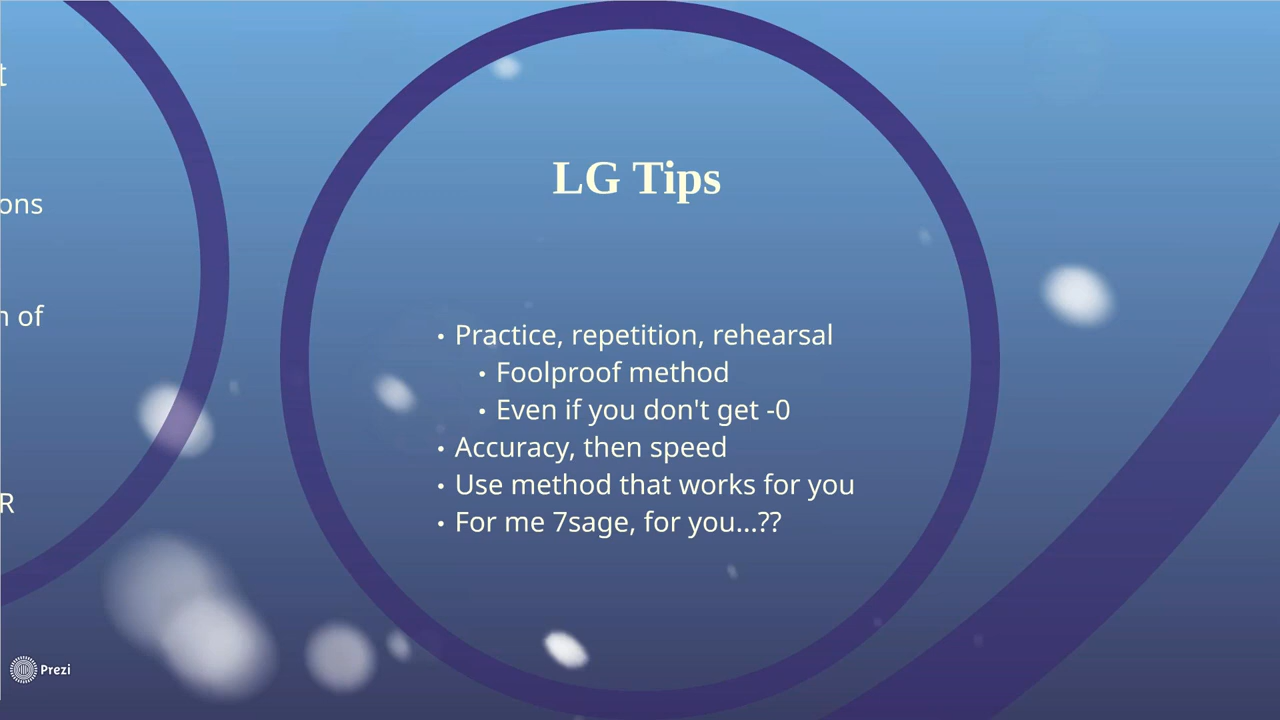 LG Tips
• Practice, repetition, rehearsal
• Foolproof method
• Even if you don't get -0
• Accuracy, then speed
• Use method that works for you
• For me 7sage, for you...??
ons
of
R
Prezi